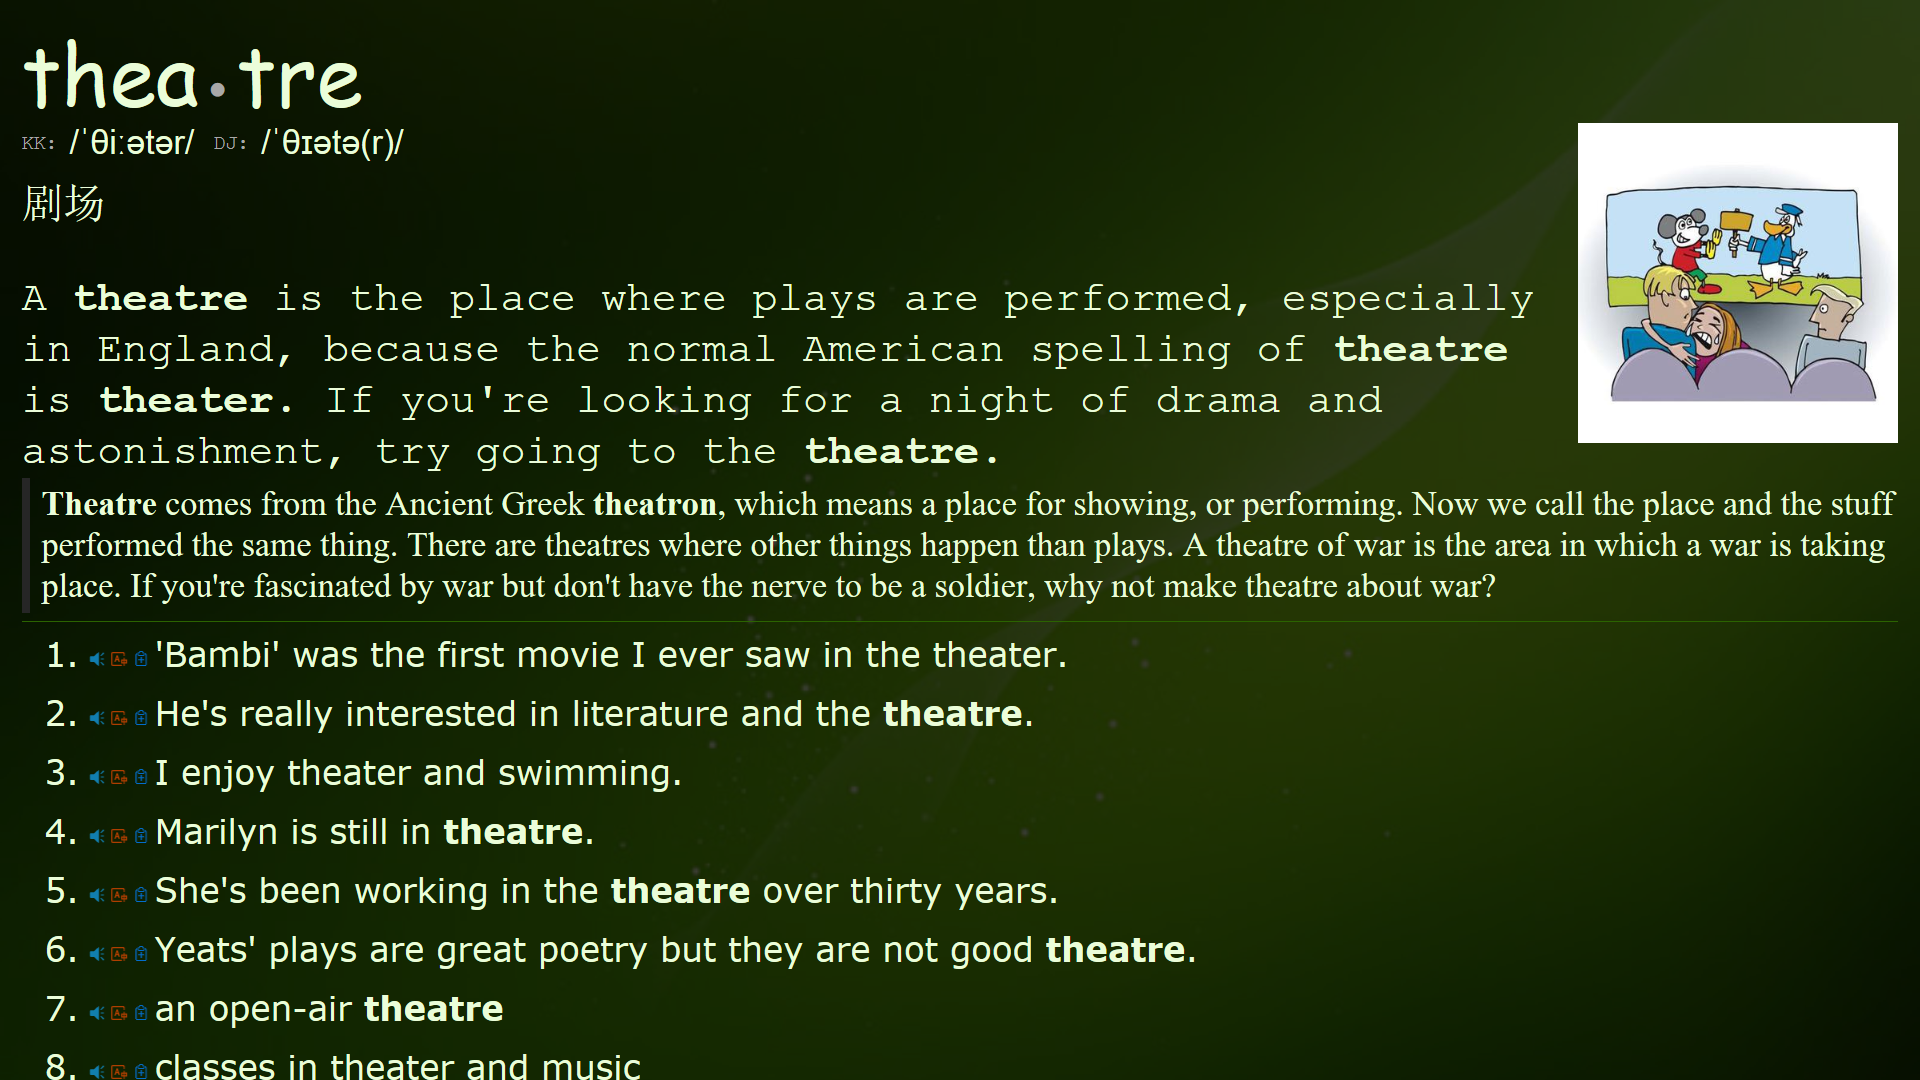 thea•tre
KK: /ˈθiːətər/ DJ: /ˈθɪətə(r)/
剧场
A theatre is the place where plays are performed, especially
in England, because the normal American spelling of theatre
is theater. If you're looking for a night of drama and
astonishment, try going to the theatre.
Theatre comes from the Ancient Greek theatron, which means a place for showing, or performing. Now we call the place and the stuff
performed the same thing. There are theatres where other things happen than plays. A theatre of war is the area in which a war is taking
place. If you're fascinated by war but don't have the nerve to be a soldier, why not make theatre about war?
1. 'Bambi' was the first movie I ever saw in the theater.
2. He's really interested in literature and the theatre.
3. I enjoy theater and swimming.
4. Marilyn is still in theatre.
5. She's been working in the theatre over thirty years.
6. Yeats' plays are great poetry but they are not good theatre.
7. an open-air theatre
8. classes in theater and music